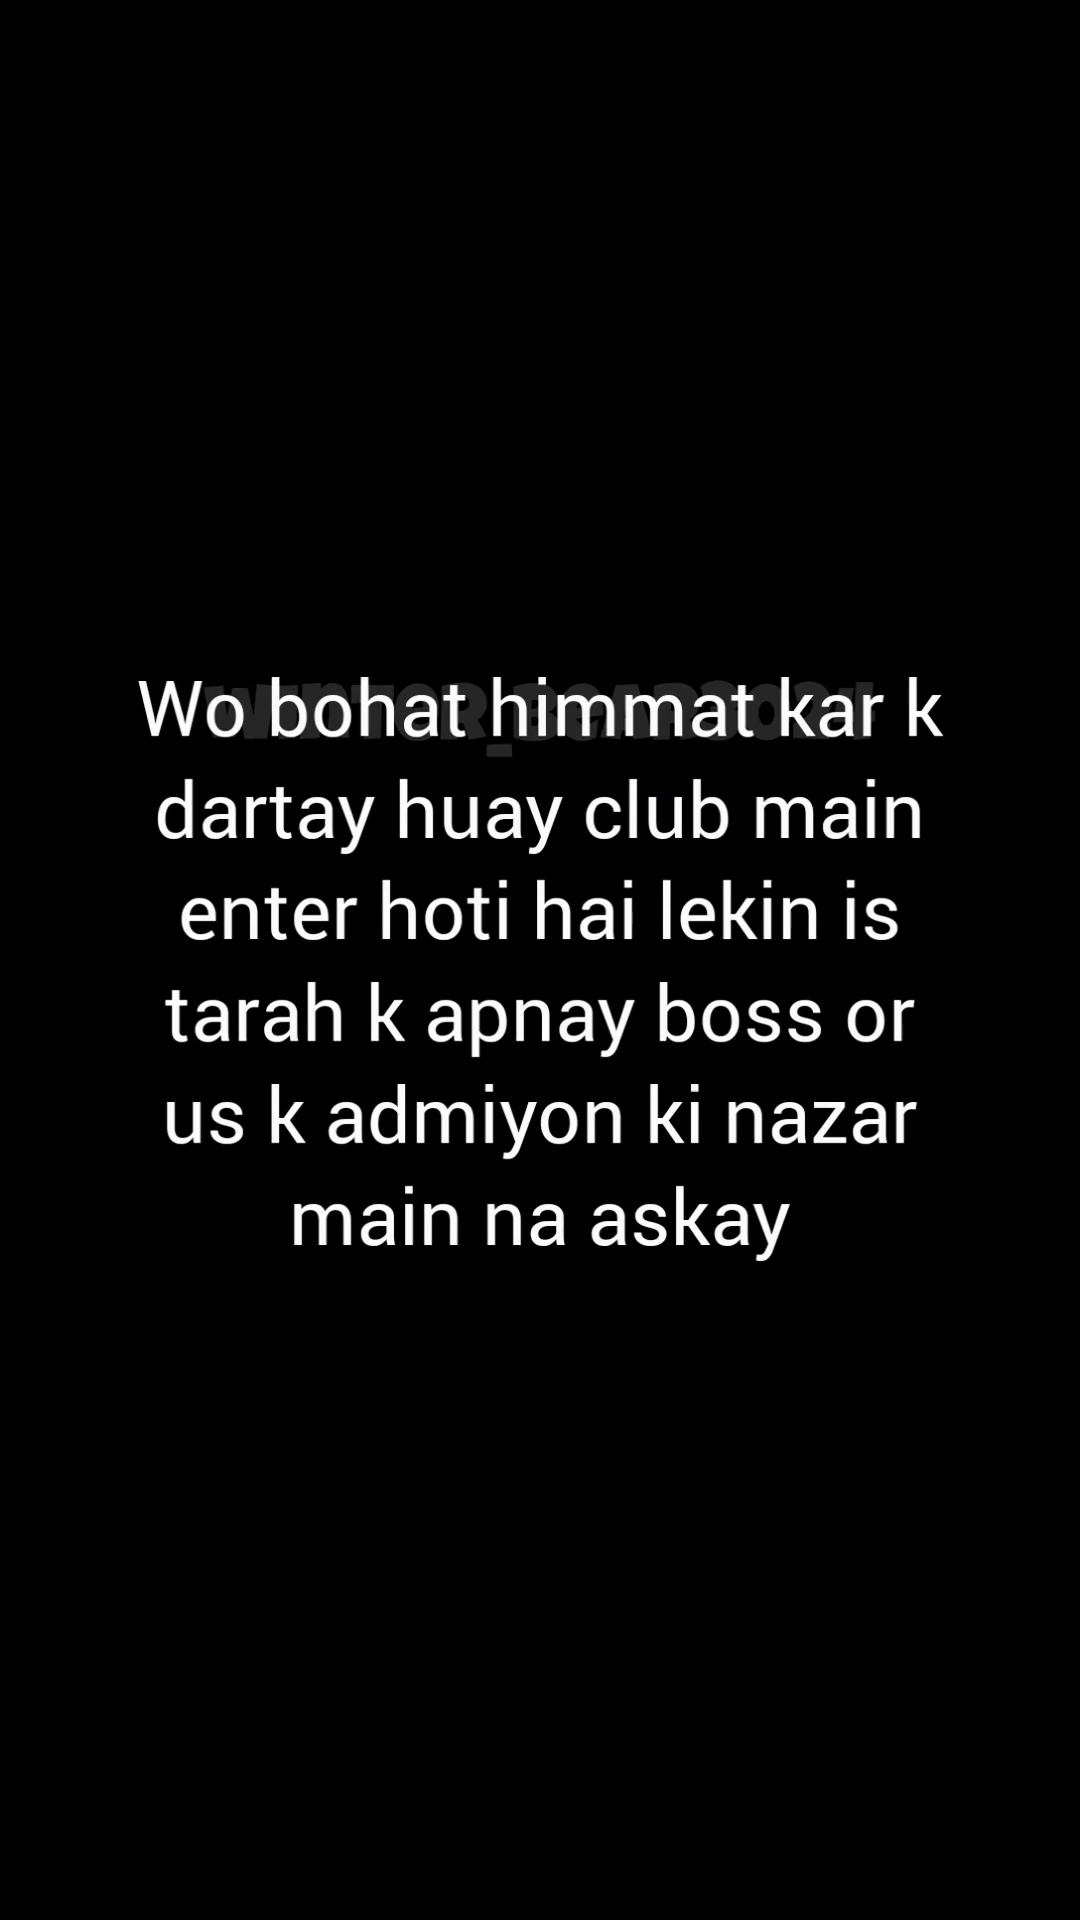 Wo bohat himmat kar k
dartay huay club main
enter hoti hai lekin is
tarah k apnay boss or
us k admiyon ki nazar
main na askay